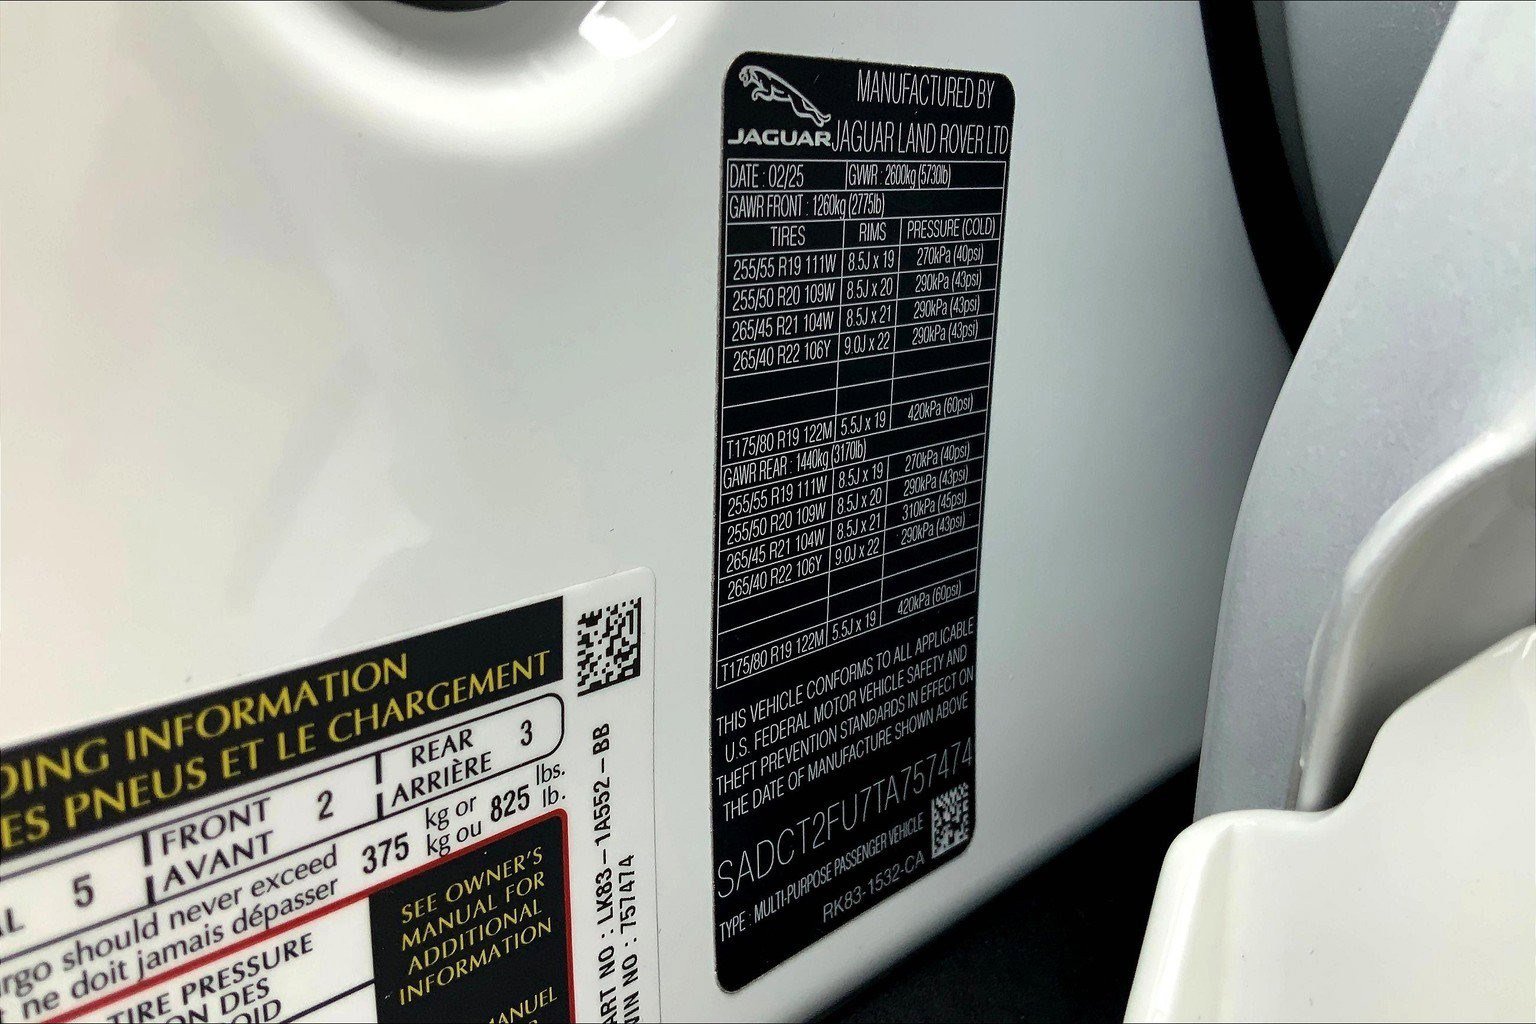 JAGUAR
MANUFACTURED BY
JAGUAR LAND ROVER LTD
DATE : 02/25 GVWR : 2600kg (5730lb)
GAWR FRONT : 1260kg (2775lb)
TIRES RIMS PRESSURE (COLD)
255/55 R19 111W 8.5J x 19 270kPa (40psi)
255/50 R20 109W 8.5J x 20 290kPa (43psi)
265/45 R21 104W 8.5J x 21 290kPa (43psi)
265/40 R22 106Y 9.0J x 22 290kPa (43psi)
T175/80 R19 122M 5.5J x 19 420kPa (60psi)
GAWR REAR : 1440kg (3170lb)
255/55 R19 111W 8.5J x 19 270kPa (40psi)
255/50 R20 109W 8.5J x 20 290kPa (43psi)
265/45 R21 104W 8.5J x 21 310kPa (45psi)
265/40 R22 106Y 9.0J x 22 290kPa (43psi)
T175/80 R19 122M 5.5J x 19 420kPa (60psi)
THIS VEHICLE CONFORMS TO ALL APPLICABLE
U.S. FEDERAL MOTOR VEHICLE SAFETY AND
THEFT PREVENTION STANDARDS IN EFFECT ON
THE DATE OF MANUFACTURE SHOWN ABOVE
SADCT2FU7TA757474
TYPE : MULTI-PURPOSE PASSENGER VEHICLE
RK83-1532-CA
DING INFORMATION
ES PNEUS ET LE CHARGEMENT
AL 5 FRONT AVANT 2 REAR ARRIÈRE 3
argo should never exceed 375 kg or 825 lbs.
t ne doit jamais dépasser kg ou lb.
TIRE PRESSURE
ON DES
OID
SEE OWNER'S
MANUAL FOR
ADDITIONAL
INFORMATION
MANUEL
ART NO : LK83-1A552-BB
VIN NO : 757474